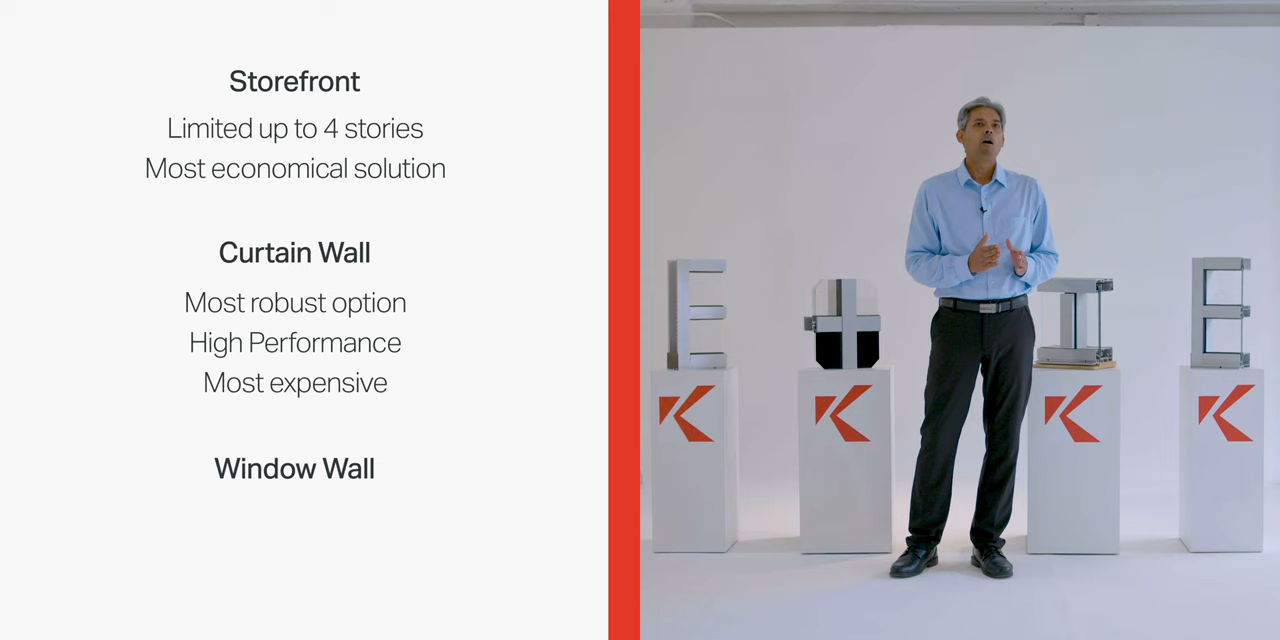 Storefront
Limited up to 4 stories
Most economical solution
Curtain Wall
Most robust option
High Performance
Most expensive
Window Wall